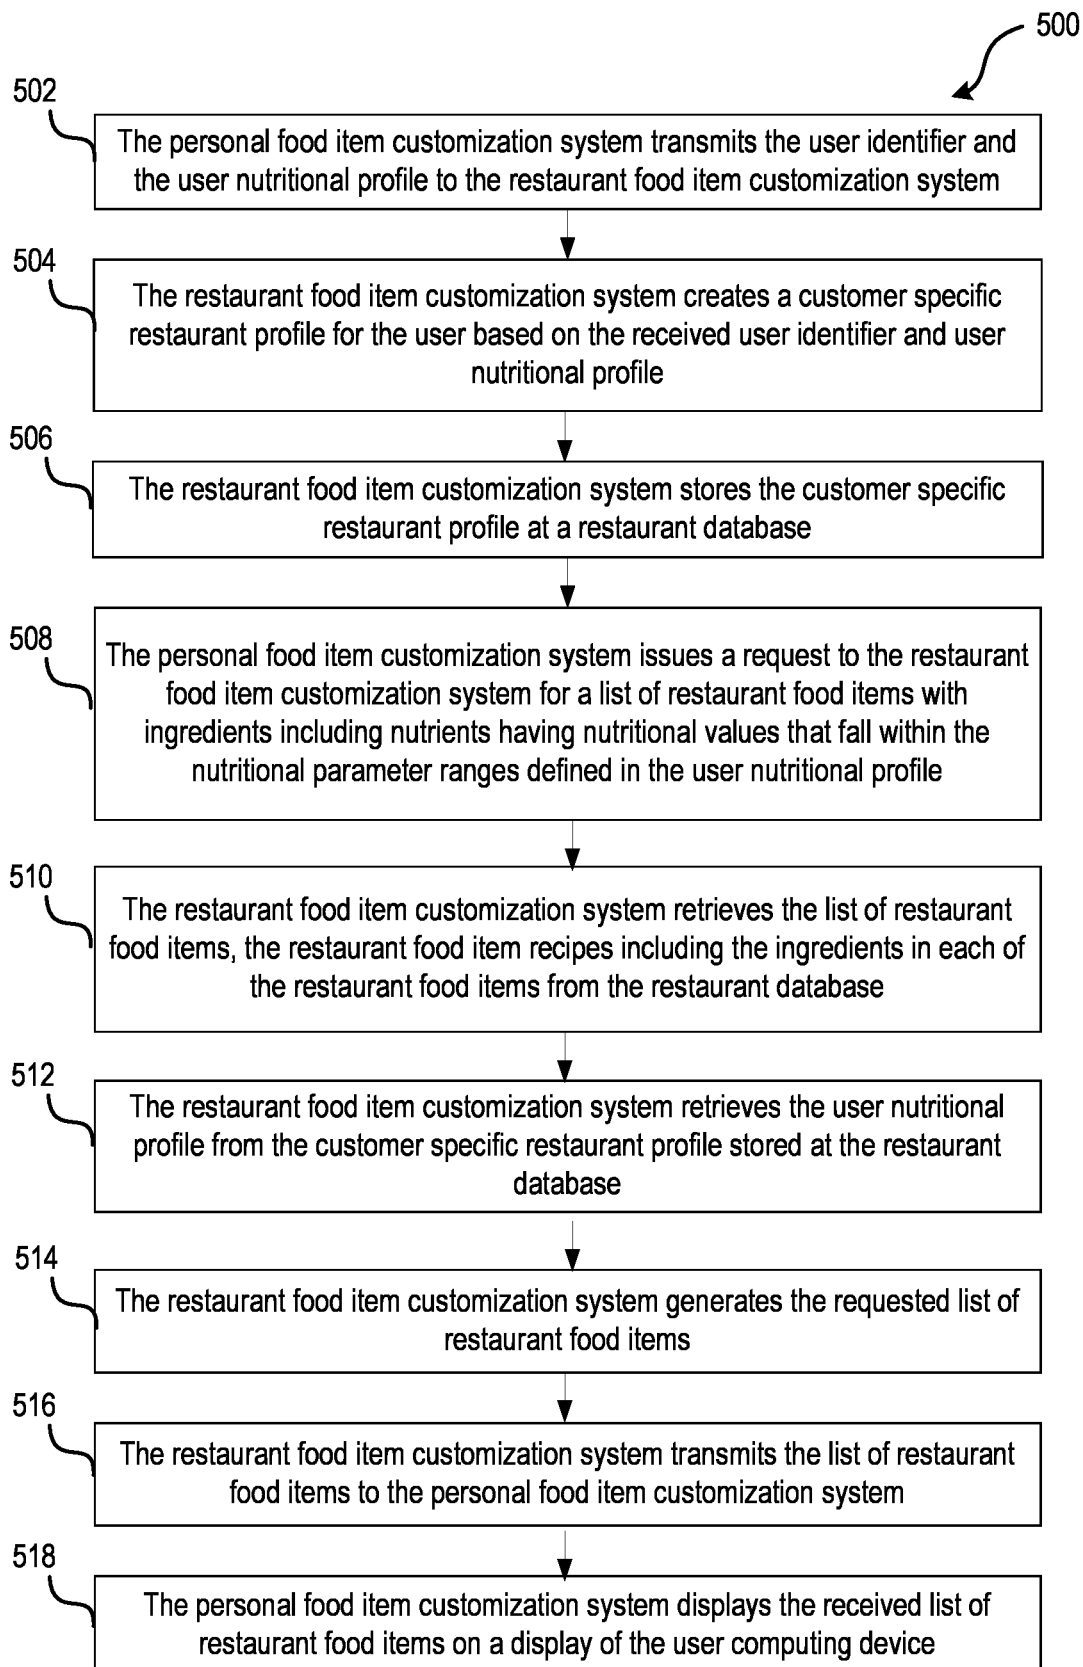 500
502
The personal food item customization system transmits the user identifier and
the user nutritional profile to the restaurant food item customization system
504
The restaurant food item customization system creates a customer specific
restaurant profile for the user based on the received user identifier and user
nutritional profile
506
The restaurant food item customization system stores the customer specific
restaurant profile at a restaurant database
508
The personal food item customization system issues a request to the restaurant
food item customization system for a list of restaurant food items with
ingredients including nutrients having nutritional values that fall within the
nutritional parameter ranges defined in the user nutritional profile
510
The restaurant food item customization system retrieves the list of restaurant
food items, the restaurant food item recipes including the ingredients in each of
the restaurant food items from the restaurant database
512
The restaurant food item customization system retrieves the user nutritional
profile from the customer specific restaurant profile stored at the restaurant
database
514
The restaurant food item customization system generates the requested list of
restaurant food items
516
The restaurant food item customization system transmits the list of restaurant
food items to the personal food item customization system
518
The personal food item customization system displays the received list of
restaurant food items on a display of the user computing device